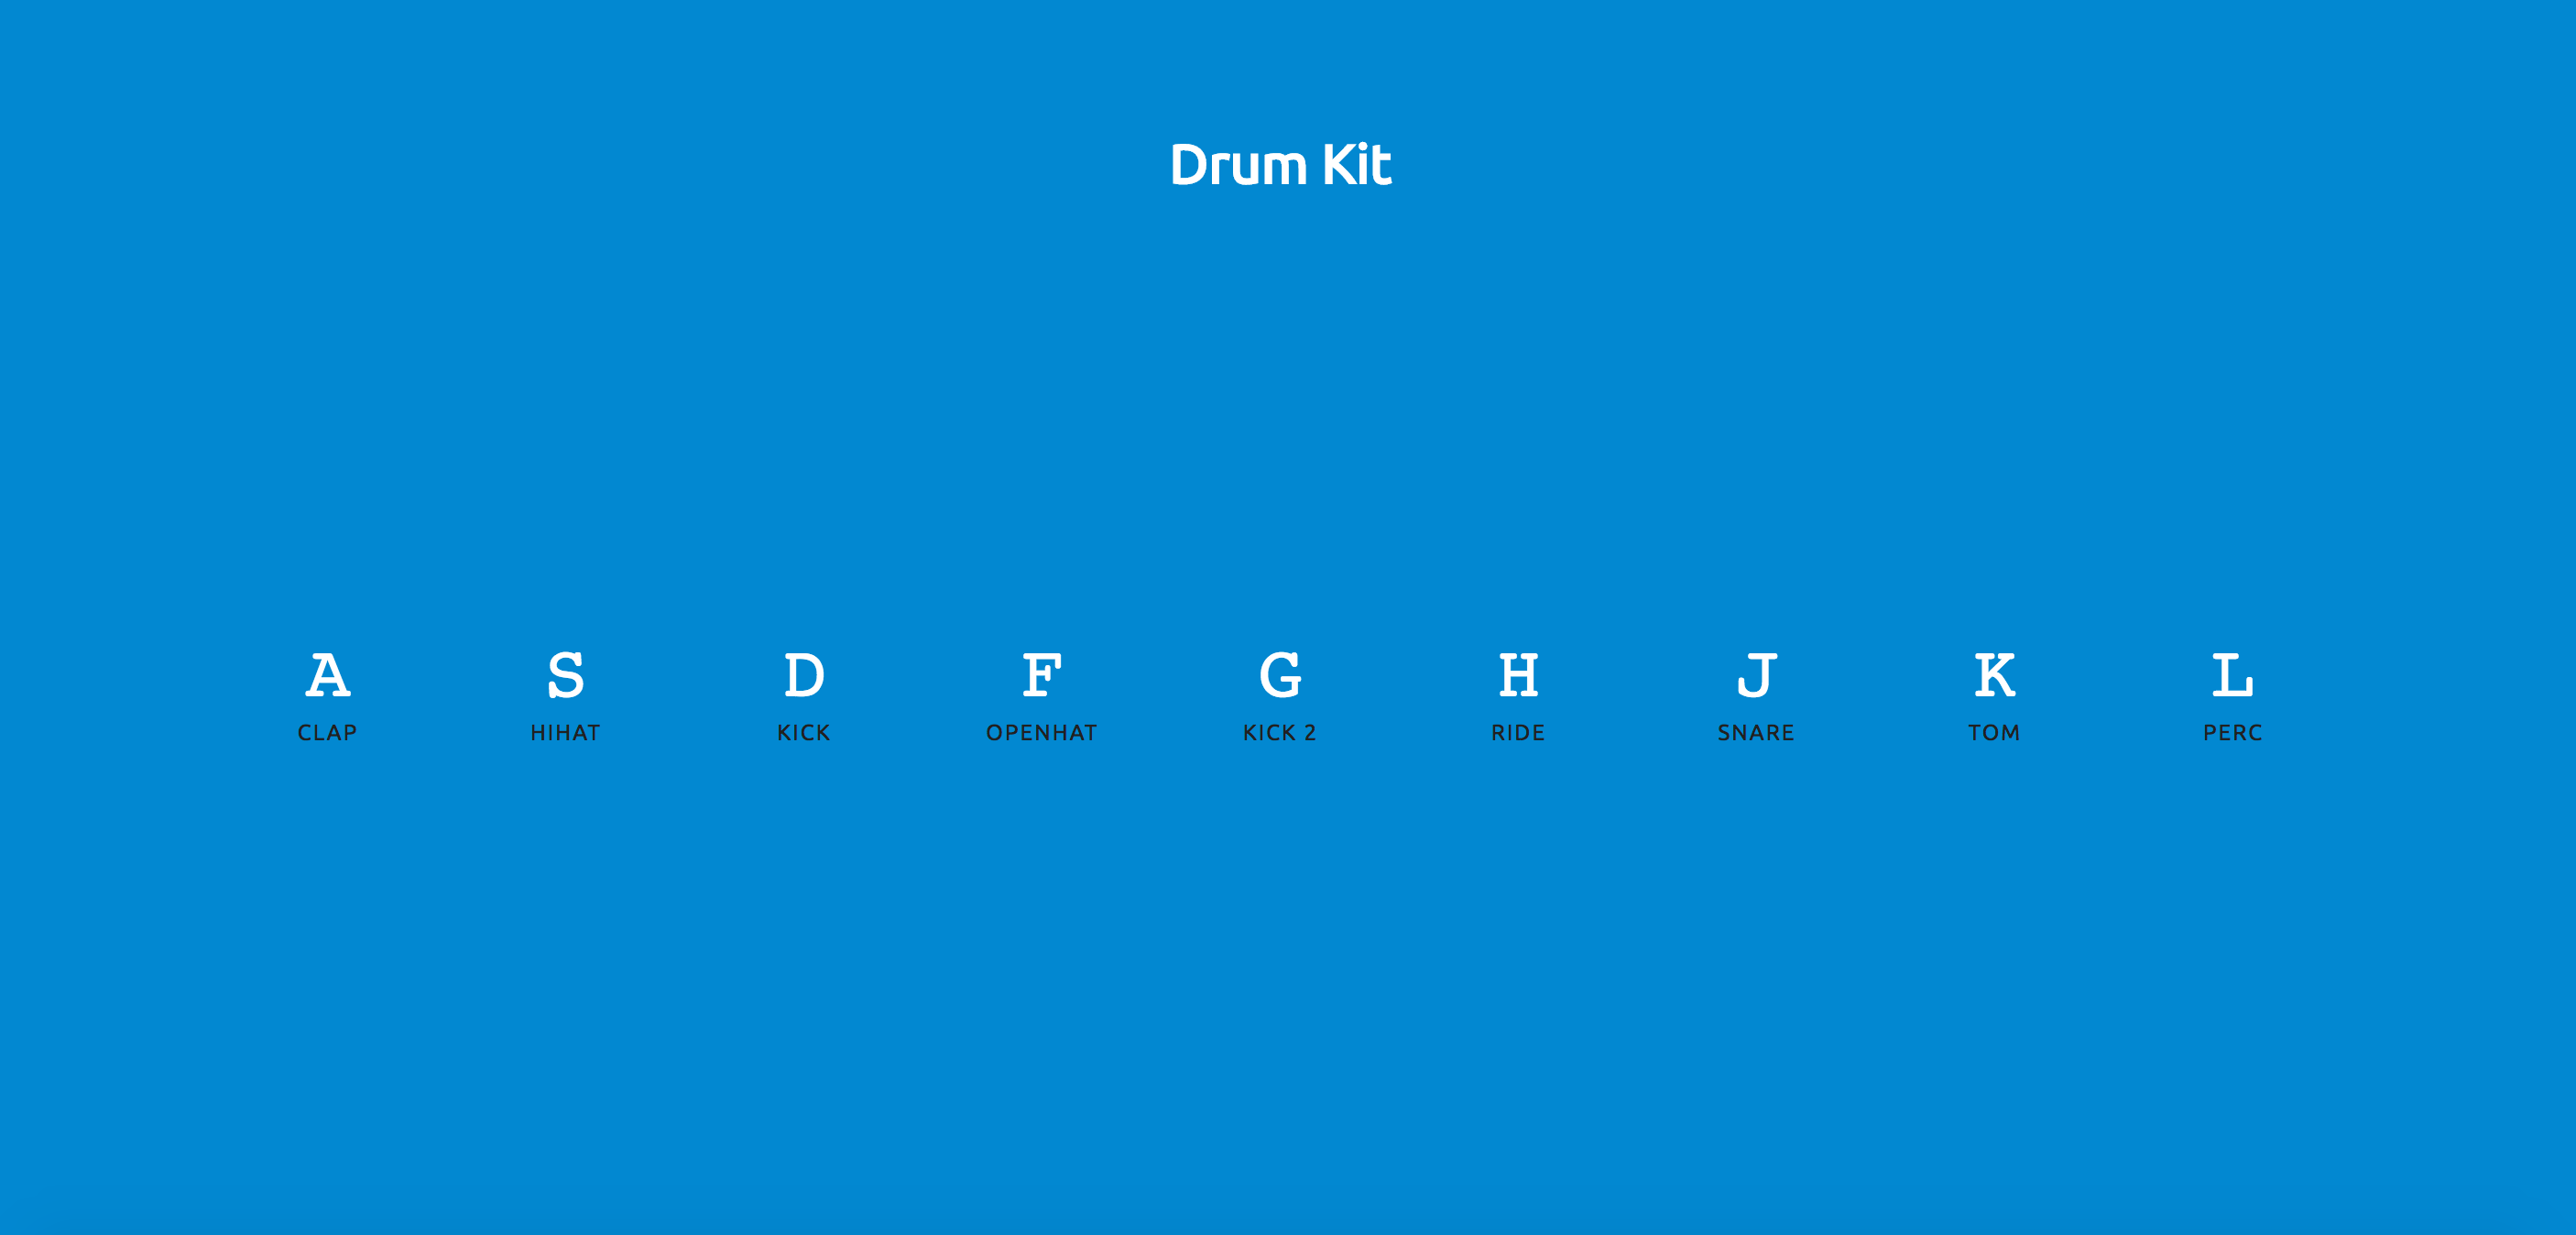 Drum Kit
A S D F G H J K L
CLAP HIHAT KICK OPENHAT KICK 2 RIDE SNARE TOM PERC